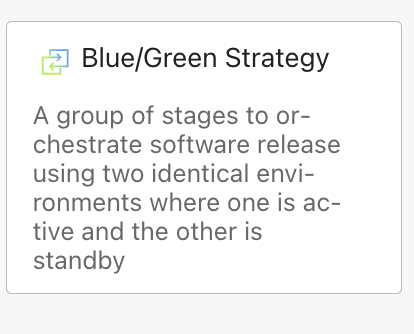 Blue/Green Strategy
A group of stages to or-
chestrate software release
using two identical envi-
ronments where one is ac-
tive and the other is
standby